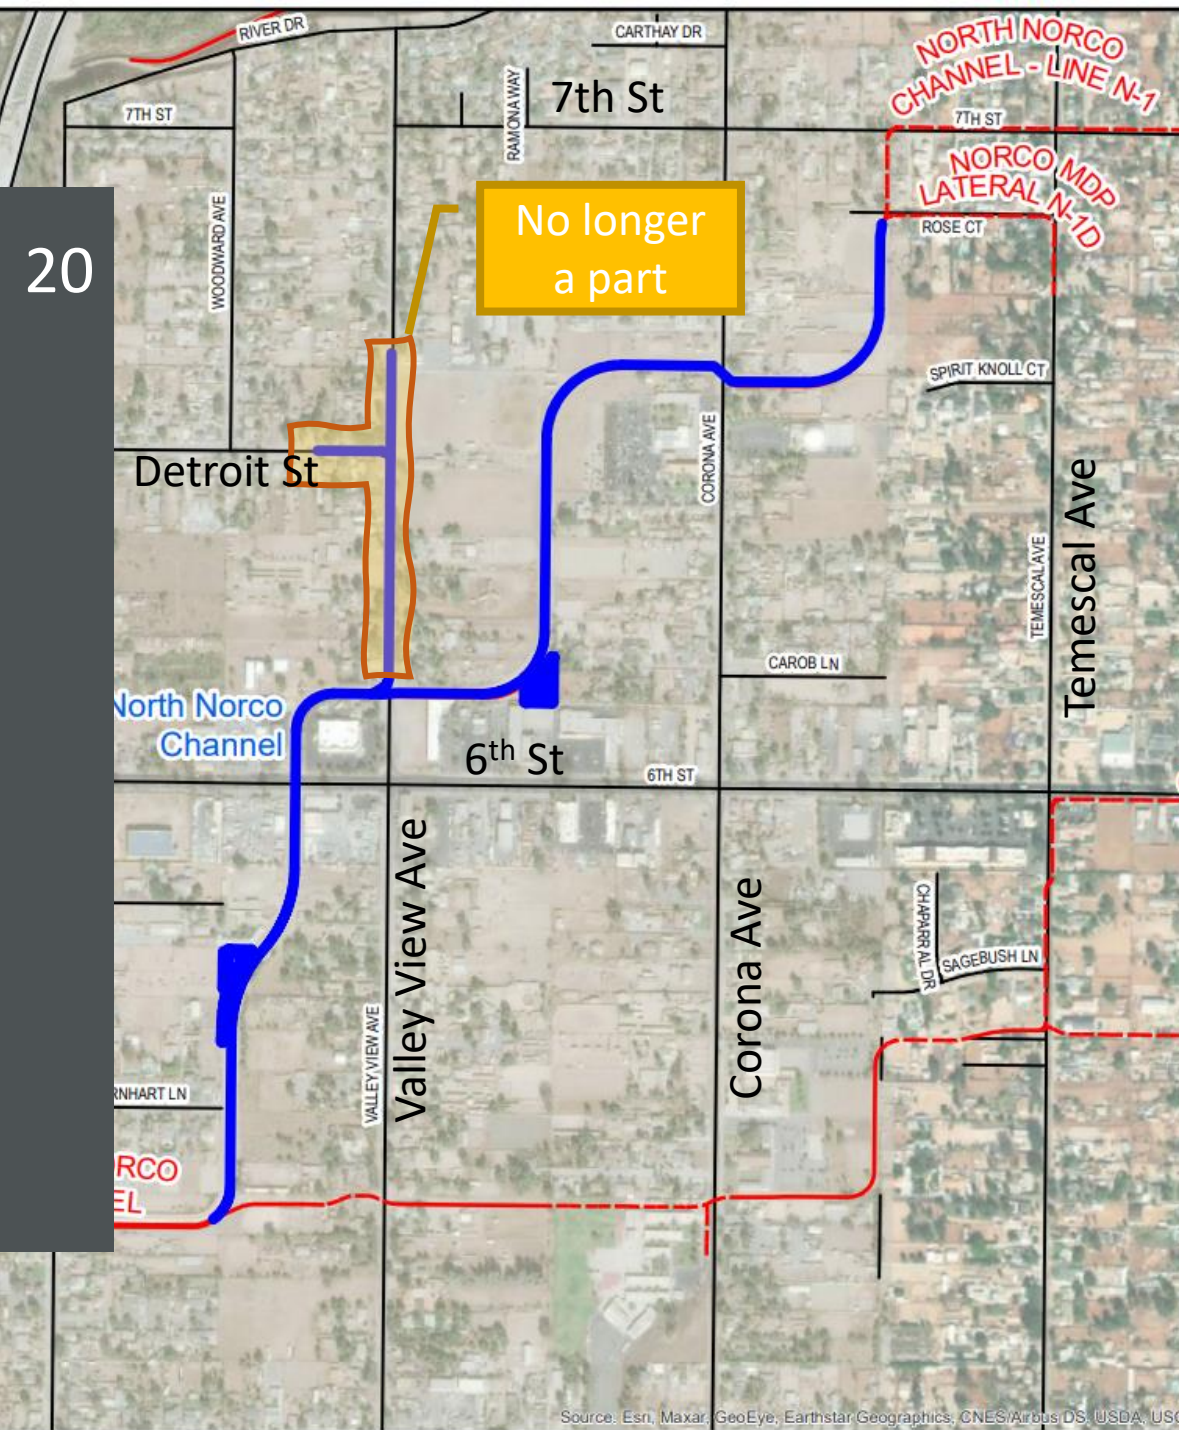 RIVER DR
CARTHAY DR
NORTH NORCO
CHANNEL - LINE N-1
7TH ST
RAMONA WAY
7th St
7TH ST
NORCO MDP
LATERAL N-1D
WOODWARD AVE
No longer
a part
ROSE CT
20
SPIRIT KNOLL CT
CORONA AVE
Detroit St
Temescal Ave
TEMESCAL AVE
CAROB LN
North Norco
Channel
6th St
6TH ST
Valley View Ave
Corona Ave
CHAPARRAL DR
SAGEBUSH LN
VALLEY VIEW AVE
RNHART LN
ORCO
EL
Source: Esri, Maxar, GeoEye, Earthstar Geographics, CNES/Airbus DS, USDA, USG